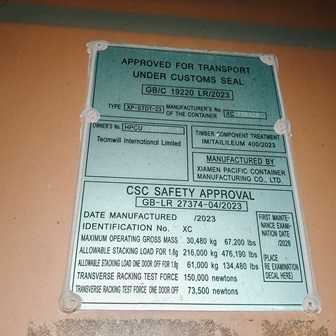 APPROVED FOR TRANSPORT
UNDER CUSTOMS SEAL
GB/C 19220 LR/2023
TYPE XP-STOT-23 MANUFACTURER'S No. OF THE CONTAINER XC
OWNER'S No. HPCU
Teamwill International Limited
TIMBER COMPONENT TREATMENT
IM/TAILILEUM 400/2023
MANUFACTURED BY
XIAMEN PACIFIC CONTAINER
MANUFACTURING CO., LTD.
CSC SAFETY APPROVAL
GB-LR 27374-04/2023
DATE MANUFACTURED /2023
IDENTIFICATION No. XC
MAXIMUM OPERATING GROSS MASS 30,480 kg 67,200 lbs
ALLOWABLE STACKING LOAD FOR 1.8g 216,000 kg 476,190 lbs
ALLOWABLE STACKING LOAD ONE DOOR OFF FOR 1.8g 61,000 kg 134,480 lbs
TRANSVERSE RACKING TEST FORCE 150,000 newtons
TRANSVERSE RACKING TEST FORCE ONE DOOR OFF 73,500 newtons
FIRST MAINTE-
NANCE EXAMI-
NATION DATE
/2028
(PLACE
RE EXAMINATION
DECAL HERE)